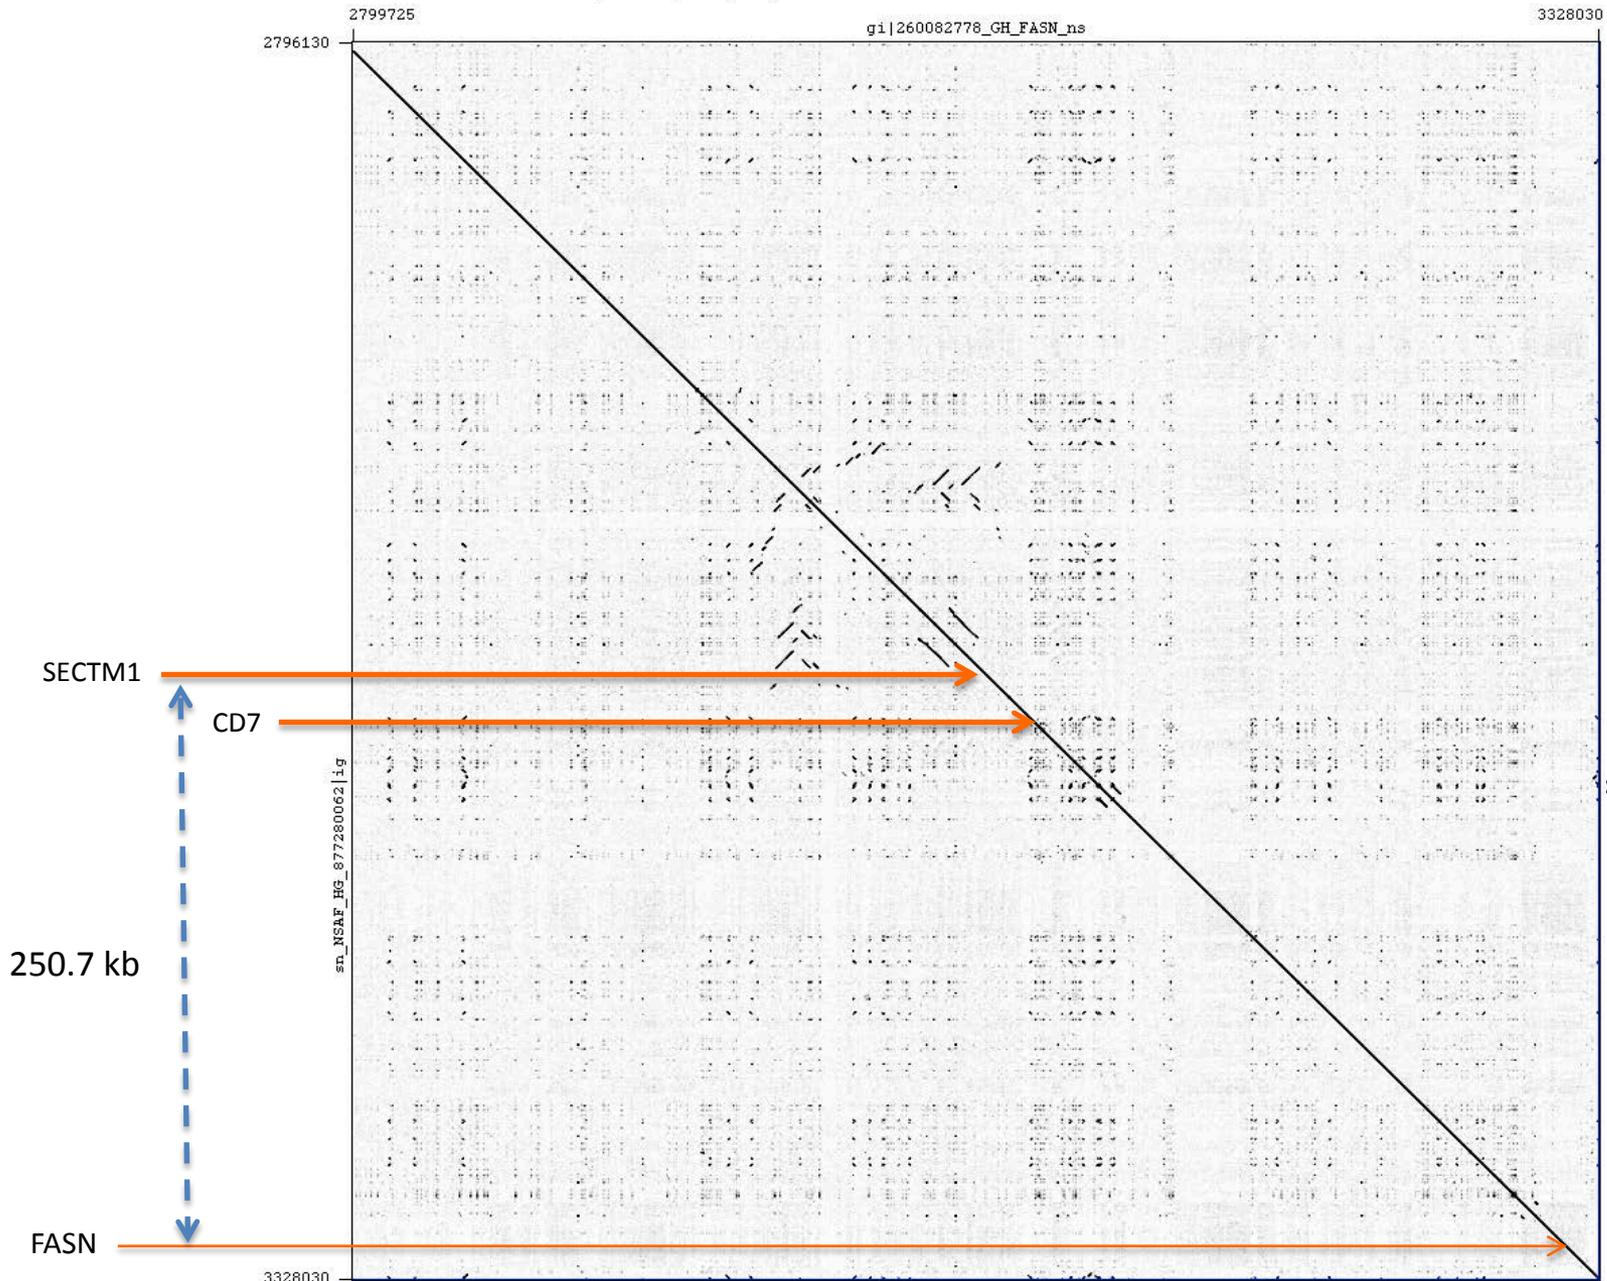 2799725
3328030
gi|260082778_GH_FASN_ns
2796130
SECTM1
CD7
sn_NSAF_HG_877280062|ig
250.7 kb
FASN
3328030